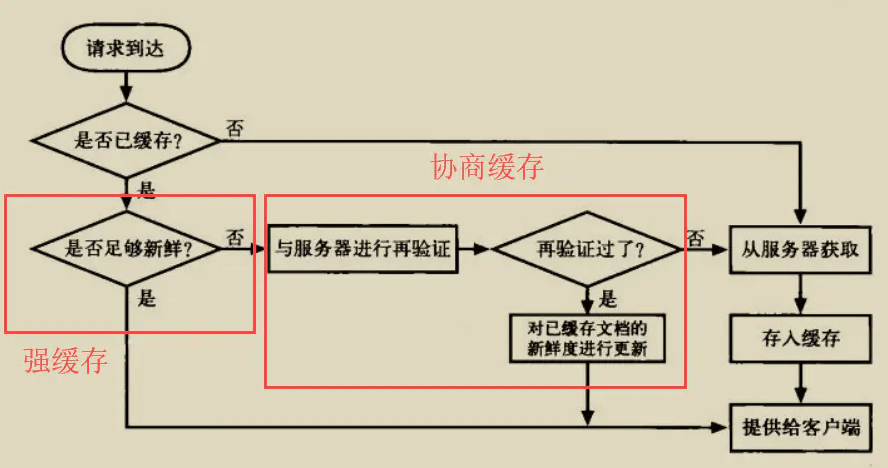 请求到达
是否已缓存？
否
是
协商缓存
是否足够新鲜？
否
与服务器进行再验证
再验证过了？
否
从服务器获取
是
是
对已缓存文档的
新鲜度进行更新
存入缓存
强缓存
提供给客户端